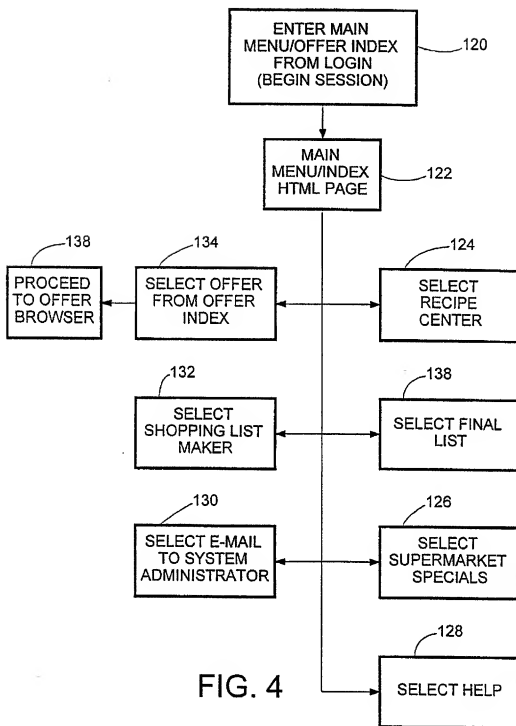 ENTER MAIN
MENU/OFFER INDEX
FROM LOGIN
(BEGIN SESSION)
120
MAIN
MENU/INDEX
HTML PAGE
122
138
PROCEED
TO OFFER
BROWSER
134
SELECT OFFER
FROM OFFER
INDEX
124
SELECT
RECIPE
CENTER
132
SELECT
SHOPPING LIST
MAKER
138
SELECT FINAL
LIST
130
SELECT E-MAIL
TO SYSTEM
ADMINISTRATOR
126
SELECT
SUPERMARKET
SPECIALS
128
SELECT HELP
FIG. 4